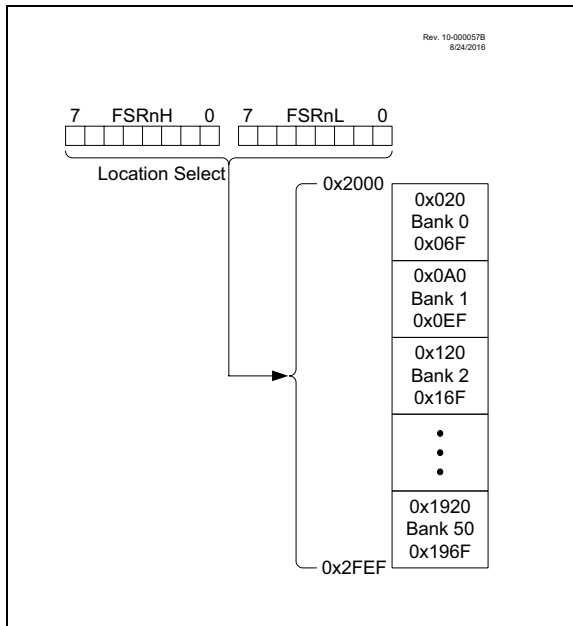 Rev. 10-000057B
8/24/2016
7 FSRnH 0 7 FSRnL 0
Location Select
0x2000
0x020
Bank 0
0x06F
0x0A0
Bank 1
0x0EF
0x120
Bank 2
0x16F
0x1920
Bank 50
0x196F
0x2FEF